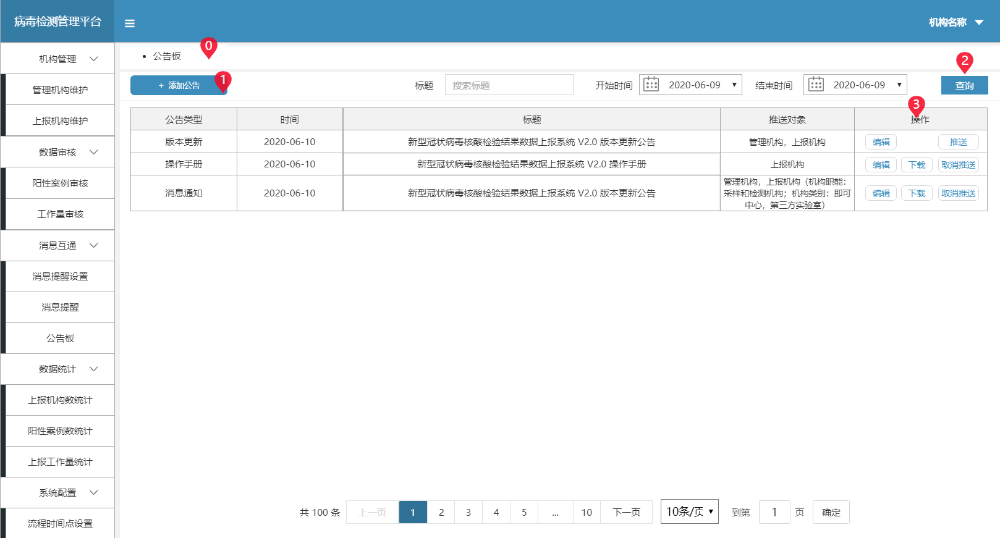 病毒检测管理平台
机构名称
机构管理
管理机构维护
上报机构维护
数据审核
阳性案例审核
工作量审核
消息互通
消息提醒设置
消息提醒
公告板
数据统计
上报机构数统计
阳性案例数统计
上报工作量统计
系统配置
流程时间点设置
• 公告板
0
+ 添加公告
1
标题 搜索标题 开始时间 2020-06-09 结束时间 2020-06-09 查询
2
3
公告类型 时间 标题 推送对象 操作
版本更新 2020-06-10 新型冠状病毒核酸检验结果数据上报系统 V2.0 版本更新公告 管理机构，上报机构 编辑 推送
操作手册 2020-06-10 新型冠状病毒核酸检验结果数据上报系统 V2.0 操作手册 上报机构 编辑 下载 取消推送
消息通知 2020-06-10 新型冠状病毒核酸检验结果数据上报系统 V2.0 版本更新公告
管理机构，上报机构（机构职能：
采样和检测机构；机构类别：即可
中心，第三方实验室）
编辑 下载 取消推送
共 100 条 上一页 1 2 3 4 5 ... 10 下一页 10条/页 到第 1 页 确定